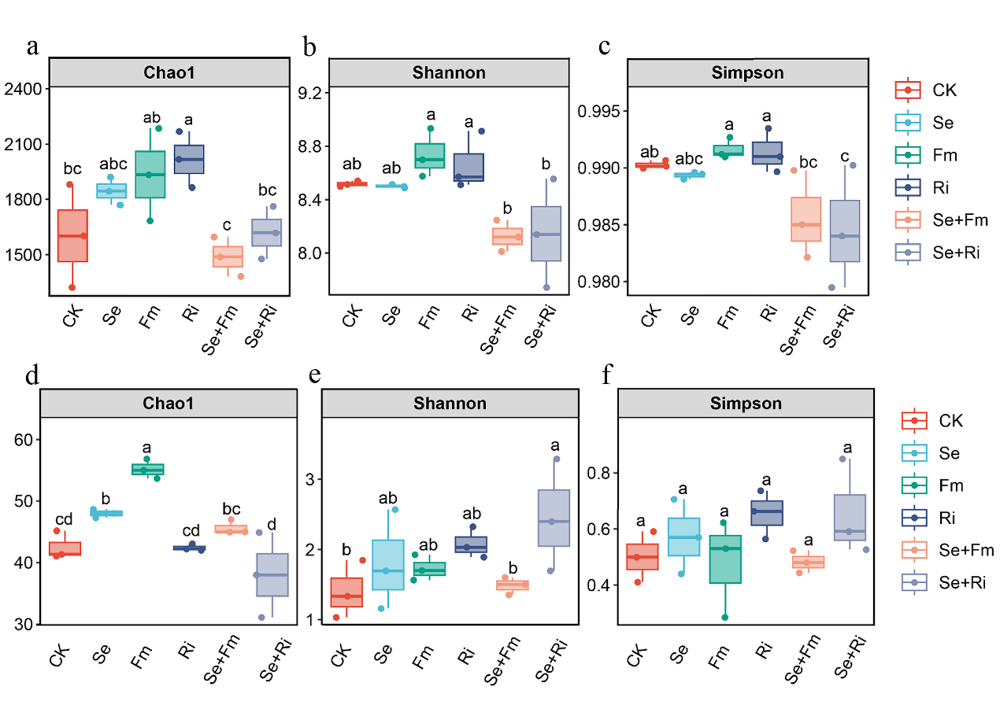 a
b
c
Chao1
Shannon
Simpson
2400
2100
1800
1500
bc
abc
ab
a
c
bc
CK
Se
Fm
Ri
Se+Fm
Se+Ri
9.2
8.8
8.4
8.0
ab
ab
a
a
b
b
CK
Se
Fm
Ri
Se+Fm
Se+Ri
0.995
0.990
0.985
0.980
ab
abc
a
a
bc
c
CK
Se
Fm
Ri
Se+Fm
Se+Ri
CK
Se
Fm
Ri
Se+Fm
Se+Ri
d
e
f
Chao1
Shannon
Simpson
60
50
40
30
cd
b
a
cd
bc
d
CK
Se
Fm
Ri
Se+Fm
Se+Ri
3
2
1
b
ab
ab
ab
b
a
CK
Se
Fm
Ri
Se+Fm
Se+Ri
0.8
0.6
0.4
a
a
a
a
a
a
CK
Se
Fm
Ri
Se+Fm
Se+Ri
CK
Se
Fm
Ri
Se+Fm
Se+Ri